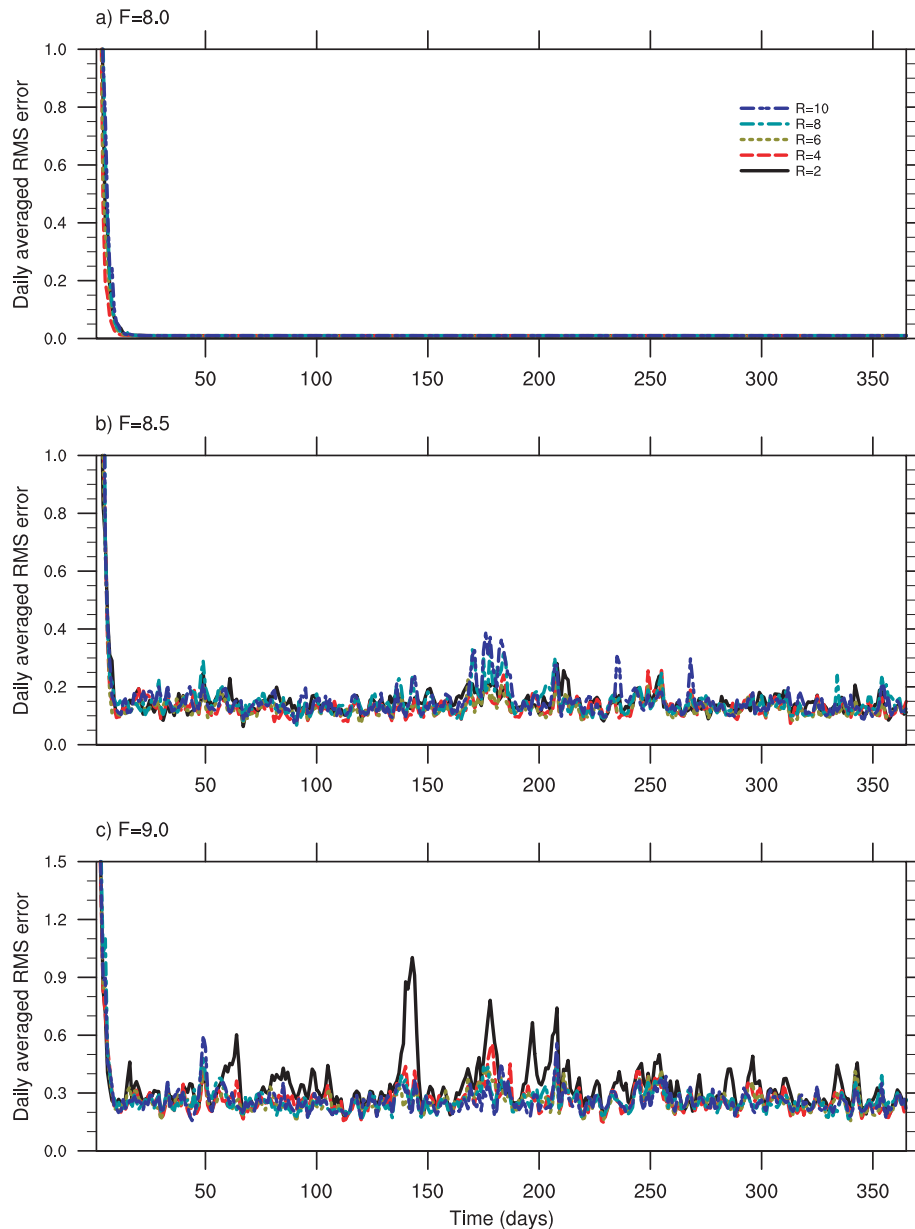 a) F=8.0
1.0
0.8
0.6
0.4
0.2
0.0
Daily averaged RMS error
R=10
R=8
R=6
R=4
R=2
50 100 150 200 250 300 350
b) F=8.5
1.0
0.8
0.6
0.4
0.2
0.0
Daily averaged RMS error
50 100 150 200 250 300 350
c) F=9.0
1.5
1.2
0.9
0.6
0.3
0.0
Daily averaged RMS error
50 100 150 200 250 300 350
Time (days)